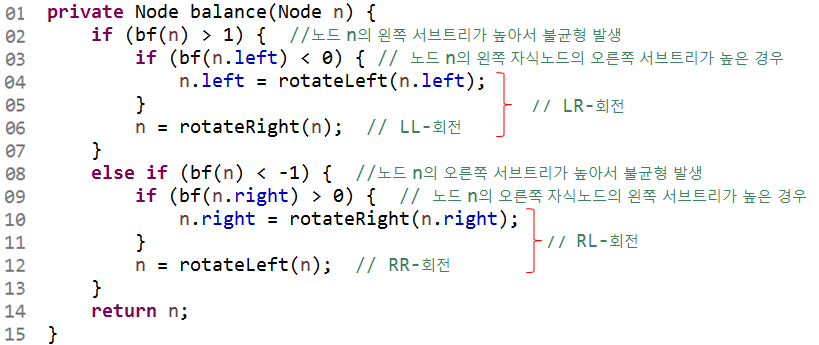 01 private Node balance(Node n) {
02 if (bf(n) > 1) { //노드 n의 왼쪽 서브트리가 높아서 불균형 발생
03 if (bf(n.left) < 0) { // 노드 n의 왼쪽 자식노드의 오른쪽 서브트리가 높은 경우
04 n.left = rotateLeft(n.left);
05 } // LR-회전
06 n = rotateRight(n); // LL-회전
07 }
08 else if (bf(n) < -1) { //노드 n의 오른쪽 서브트리가 높아서 불균형 발생
09 if (bf(n.right) > 0) { // 노드 n의 오른쪽 자식노드의 왼쪽 서브트리가 높은 경우
10 n.right = rotateRight(n.right);
11 } // RL-회전
12 n = rotateLeft(n); // RR-회전
13 }
14 return n;
15 }